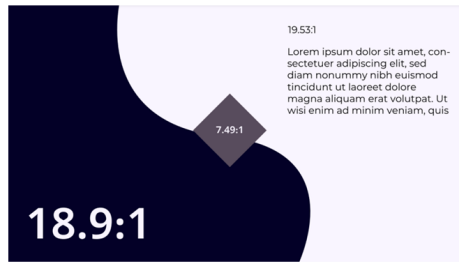 19.53:1
Lorem ipsum dolor sit amet, con-
sectetuer adipiscing elit, sed
diam nonummy nibh euismod
tincidunt ut laoreet dolore
magna aliquam erat volutpat. Ut
wisi enim ad minim veniam, quis
7.49:1
18.9:1